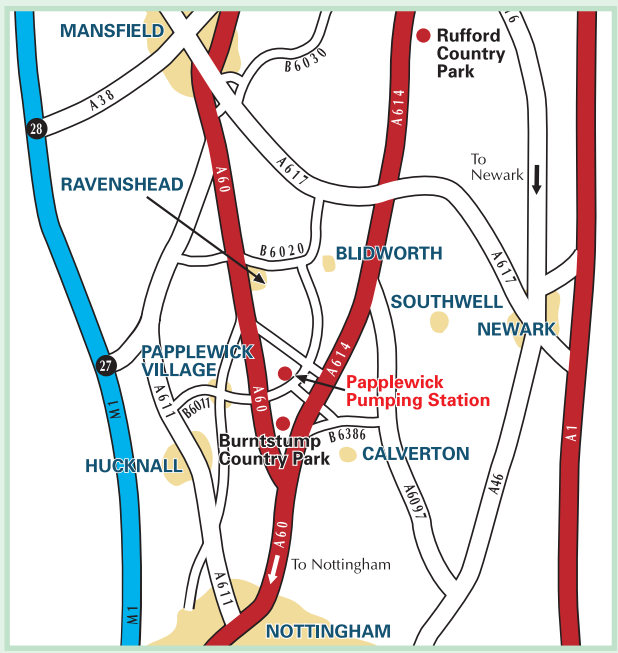 MANSFIELD
Rufford
Country
Park
6
B6030
A38
A614
28
To
Newark
A617
A60
RAVENSHEAD
B6020
BLIDWORTH
A617
SOUTHWELL
NEWARK
PAPPLEWICK
VILLAGE
27
A614
Papplewick
Pumping Station
M1
A611
B6011
A60
A1
Burntstump
Country Park
B6386
HUCKNALL
CALVERTON
A6097
A46
A60
To Nottingham
A611
M1
NOTTINGHAM